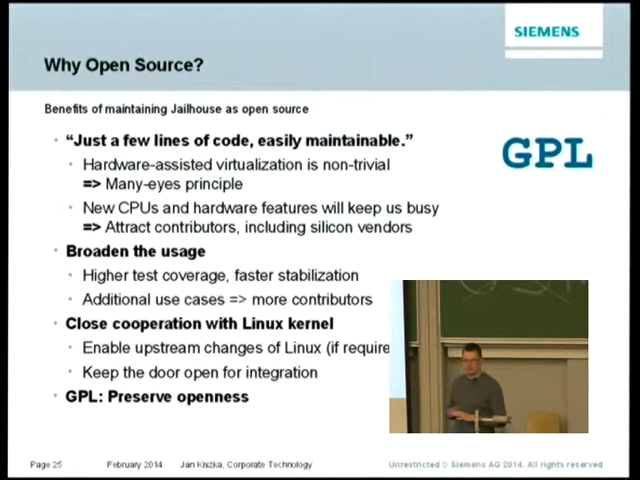 SIEMENS
Why Open Source?
Benefits of maintaining Jailhouse as open source
"Just a few lines of code, easily maintainable."
GPL
Hardware-assisted virtualization is non-trivial
=> Many-eyes principle
New CPUs and hardware features will keep us busy
=> Attract contributors, including silicon vendors
Broaden the usage
Higher test coverage, faster stabilization
Additional use cases => more contributors
Close cooperation with Linux kernel
Enable upstream changes of Linux (if require
Keep the door open for integration
GPL: Preserve openness
Page 25 February 2014 Jan Kiszka, Corporate Technology Unrestricted © Siemens AG 2014. All rights reserved